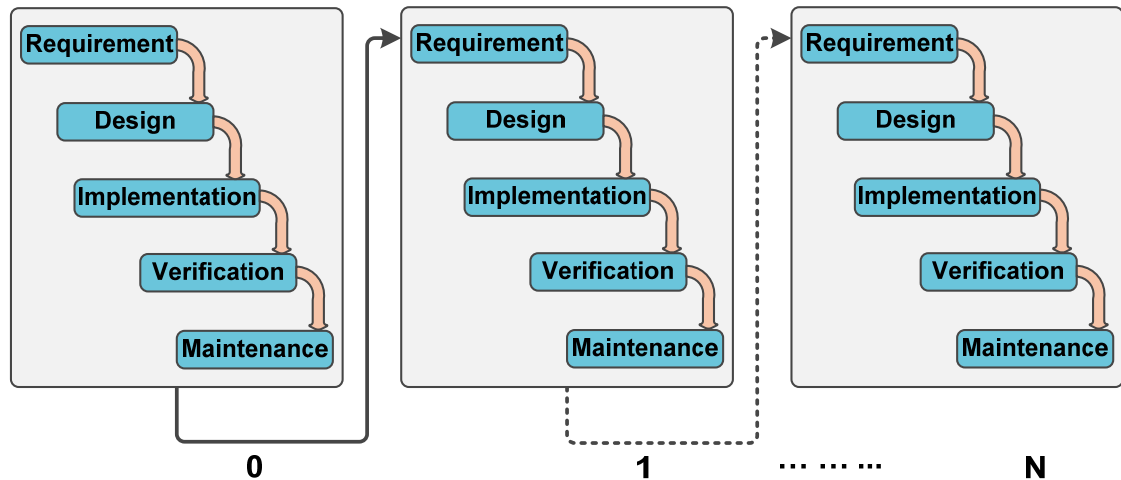 Requirement
Design
Implementation
Verification
Maintenance
Requirement
Design
Implementation
Verification
Maintenance
Requirement
Design
Implementation
Verification
Maintenance
0
1
... ... ...
N